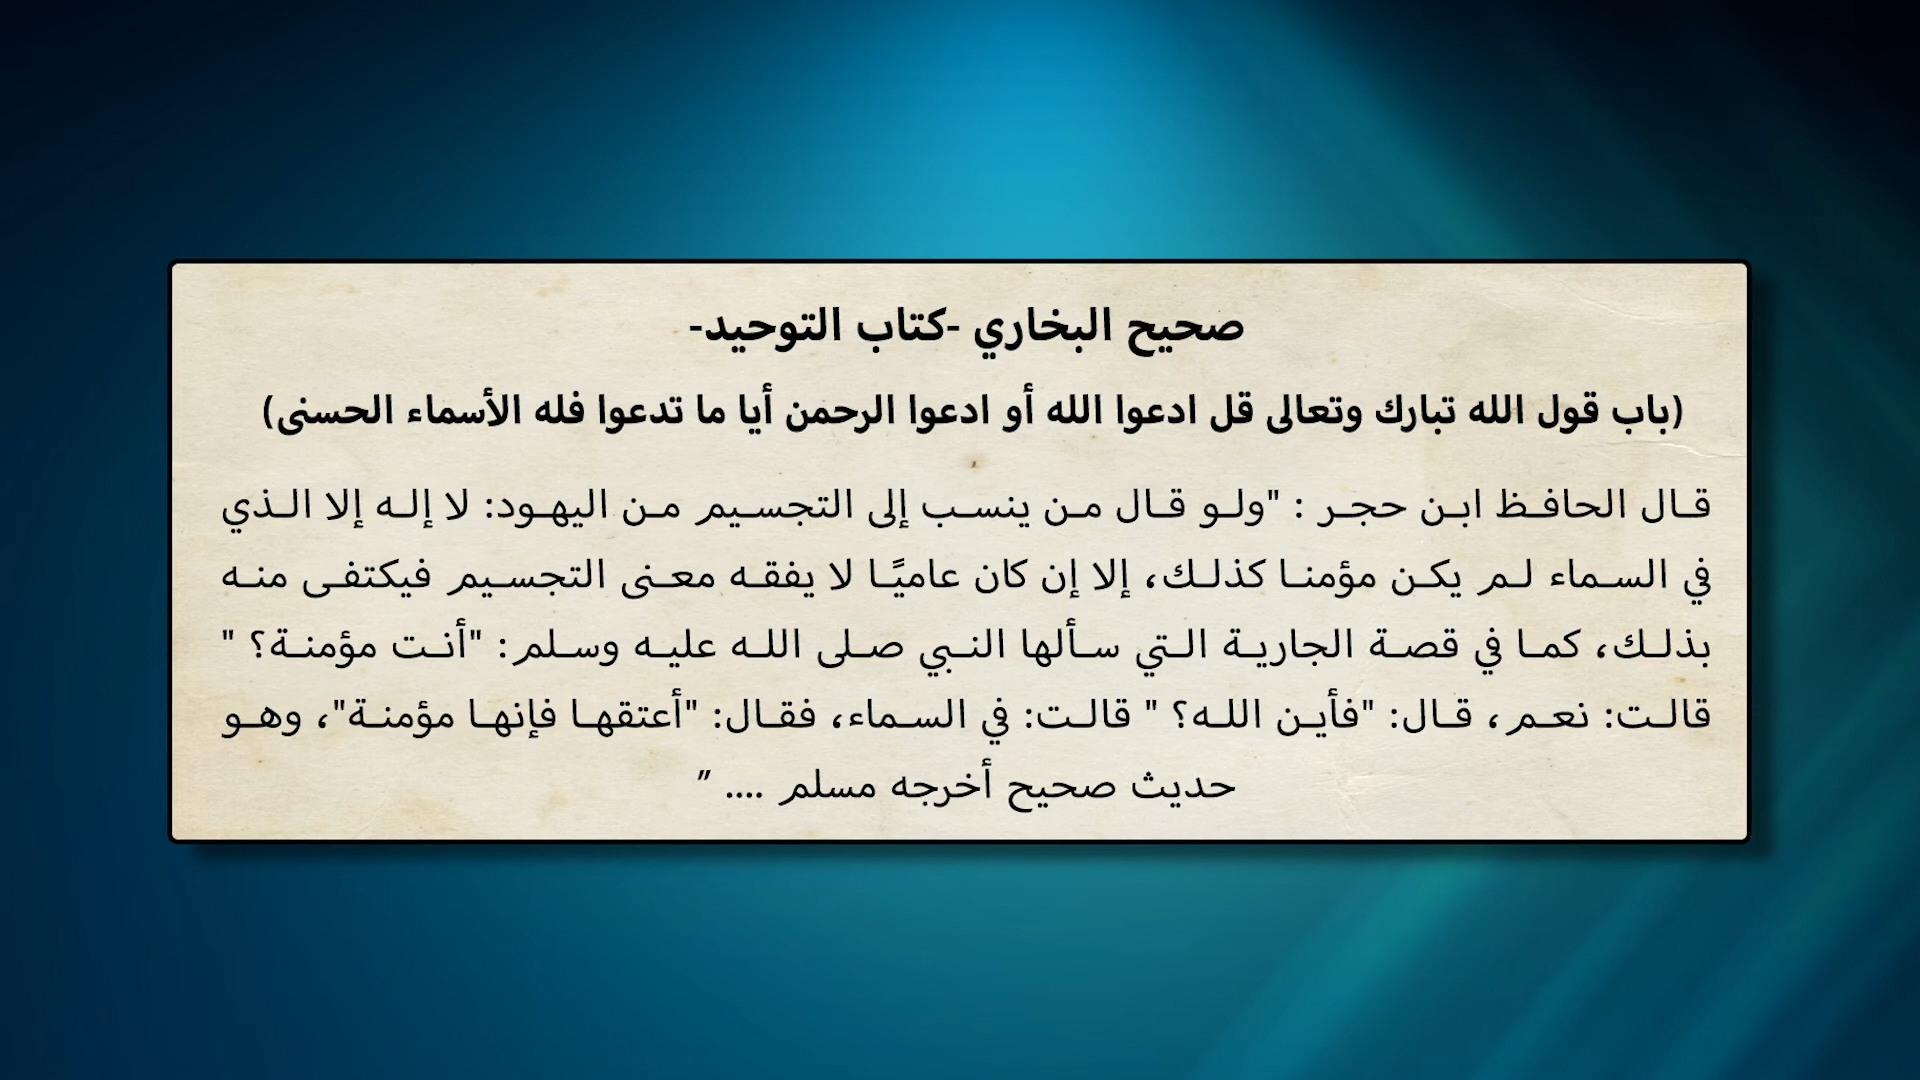 صحيح البخاري -كتاب التوحيد-
(باب قول الله تبارك وتعالى قل ادعوا الله أو ادعوا الرحمن أيا ما تدعوا فله الأسماء الحسنى)
قال الحافظ ابن حجر : "ولو قال من ينسب إلى التجسيم من اليهود: لا إله إلا الذي
في السماء لم يكن مؤمنا كذلك، إلا إن كان عاميًا لا يفقه معنى التجسيم فيكتفى منه
بذلك، كما في قصة الجارية التي سألها النبي صلى الله عليه وسلم: "أنت مؤمنة؟ "
قالت: نعم، قال: "فأين الله؟ " قالت: في السماء، فقال: "أعتقها فإنها مؤمنة"، وهو
حديث صحيح أخرجه مسلم .... "